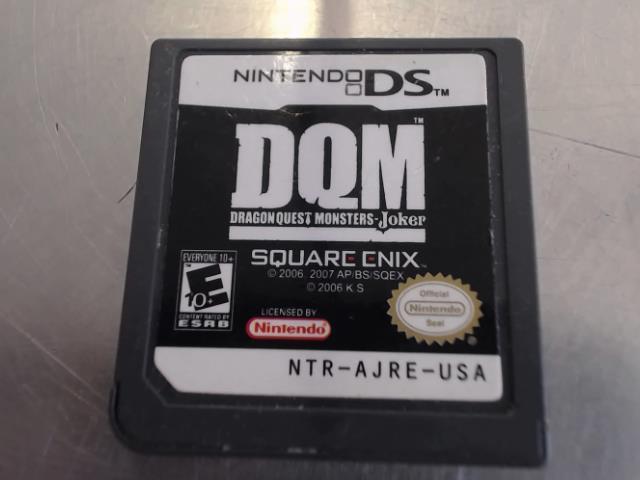 NINTENDO DS™
DQM™
DRAGON QUEST MONSTERS-Joker
SQUARE ENIX™
© 2006, 2007 AP/BS/SQEX
© 2006 K S
EVERYONE 10+
E
10+
CONTENT RATED BY
ESRB
LICENSED BY
Nintendo®
Official
Nintendo
Seal
®
NTR-AJRE-USA